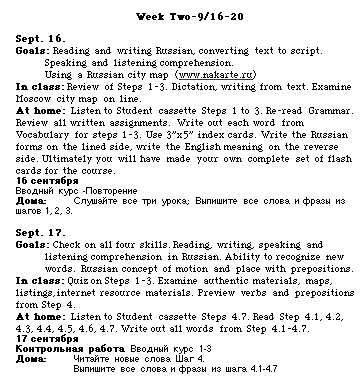 Week Two-9/16-20
Sept. 16.
Goals: Reading and writing Russian, converting text to script.
Speaking and listening comprehension.
Using a Russian city map (www.nakarte.ru)
In class: Review of Steps 1-3. Dictation, writing from text. Examine
Moscow city map on line.
At home: Listen to Student cassette Steps 1 to 3. Re-read Grammar.
Review all written assignments. Write out each word from
Vocabulary for steps 1-3. Use 3"x5" index cards. Write the Russian
forms on the lined side, write the English meaning on the reverse
side. Ultimately you will have made your own complete set of flash
cards for the course.
16 сентября
Вводный курс -Повторение
Дома: Слушайте все три урока; Выпишите все слова и фразы из
шагов 1, 2, 3.
Sept. 17.
Goals: Check on all four skills. Reading, writing, speaking and
listening comprehension in Russian. Ability to recognize new
words. Russian concept of motion and place with prepositions.
In class: Quiz on Steps 1-3. Examine authentic materials, maps,
listings, internet resource materials. Preview verbs and prepositions
from Step 4.
At home: Listen to Student cassette Steps 4.7. Read Step 4.1, 4.2,
4.3, 4.4, 4.5, 4.6, 4.7. Write out all words from Step 4.1-4.7.
17 сентября
Контрольная работа Вводный курс 1-3
Дома: Читайте новые слова Шаг 4.
Выпишите все слова и фразы из шага 4.1-4.7